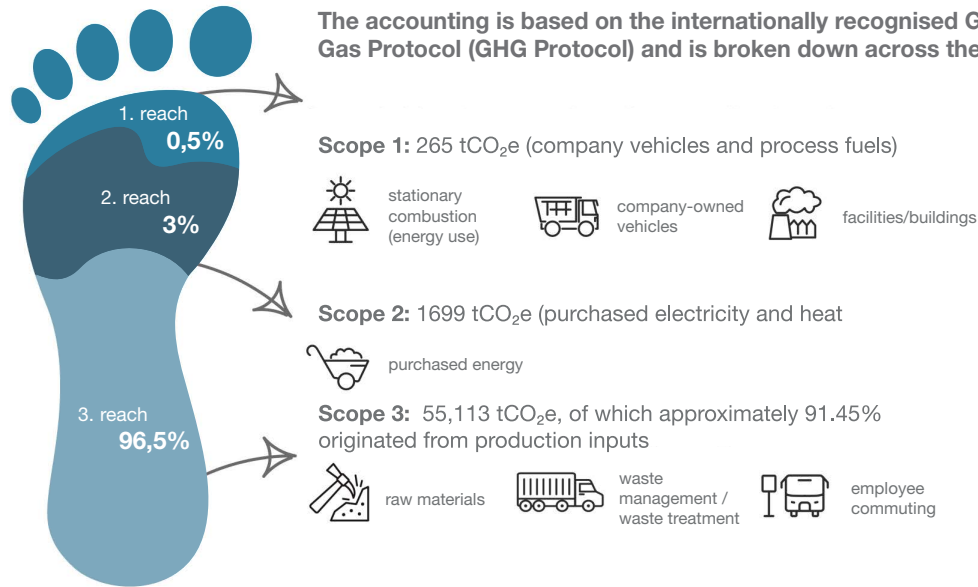 The accounting is based on the internationally recognised G
Gas Protocol (GHG Protocol) and is broken down across the
1. reach
0,5%
2. reach
3%
3. reach
96,5%
Scope 1: 265 tCO₂e (company vehicles and process fuels)
stationary
combustion
(energy use)
company-owned
vehicles
facilities/buildings
Scope 2: 1699 tCO₂e (purchased electricity and heat
purchased energy
Scope 3: 55,113 tCO₂e, of which approximately 91.45%
originated from production inputs
raw materials
waste
management /
waste treatment
employee
commuting